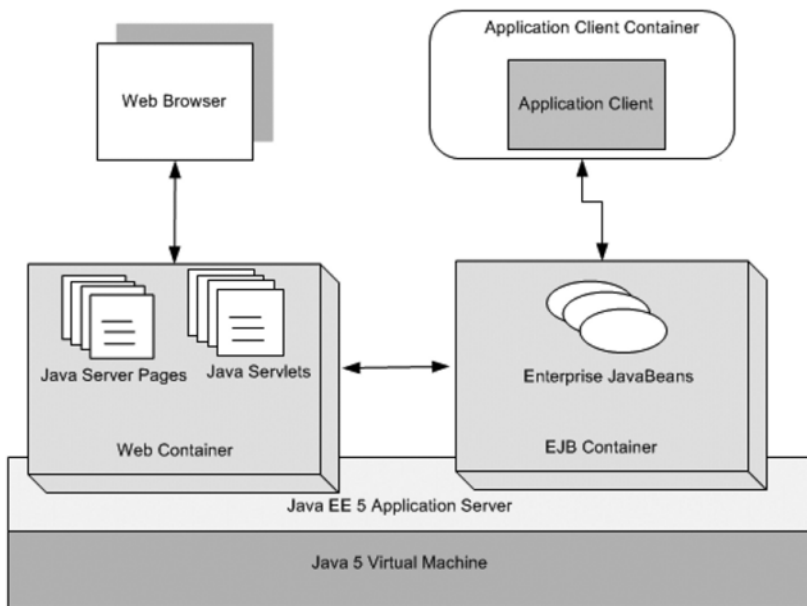 Application Client Container
Web Browser
Application Client
Java Server Pages
Java Servlets
Enterprise JavaBeans
Web Container
EJB Container
Java EE 5 Application Server
Java 5 Virtual Machine